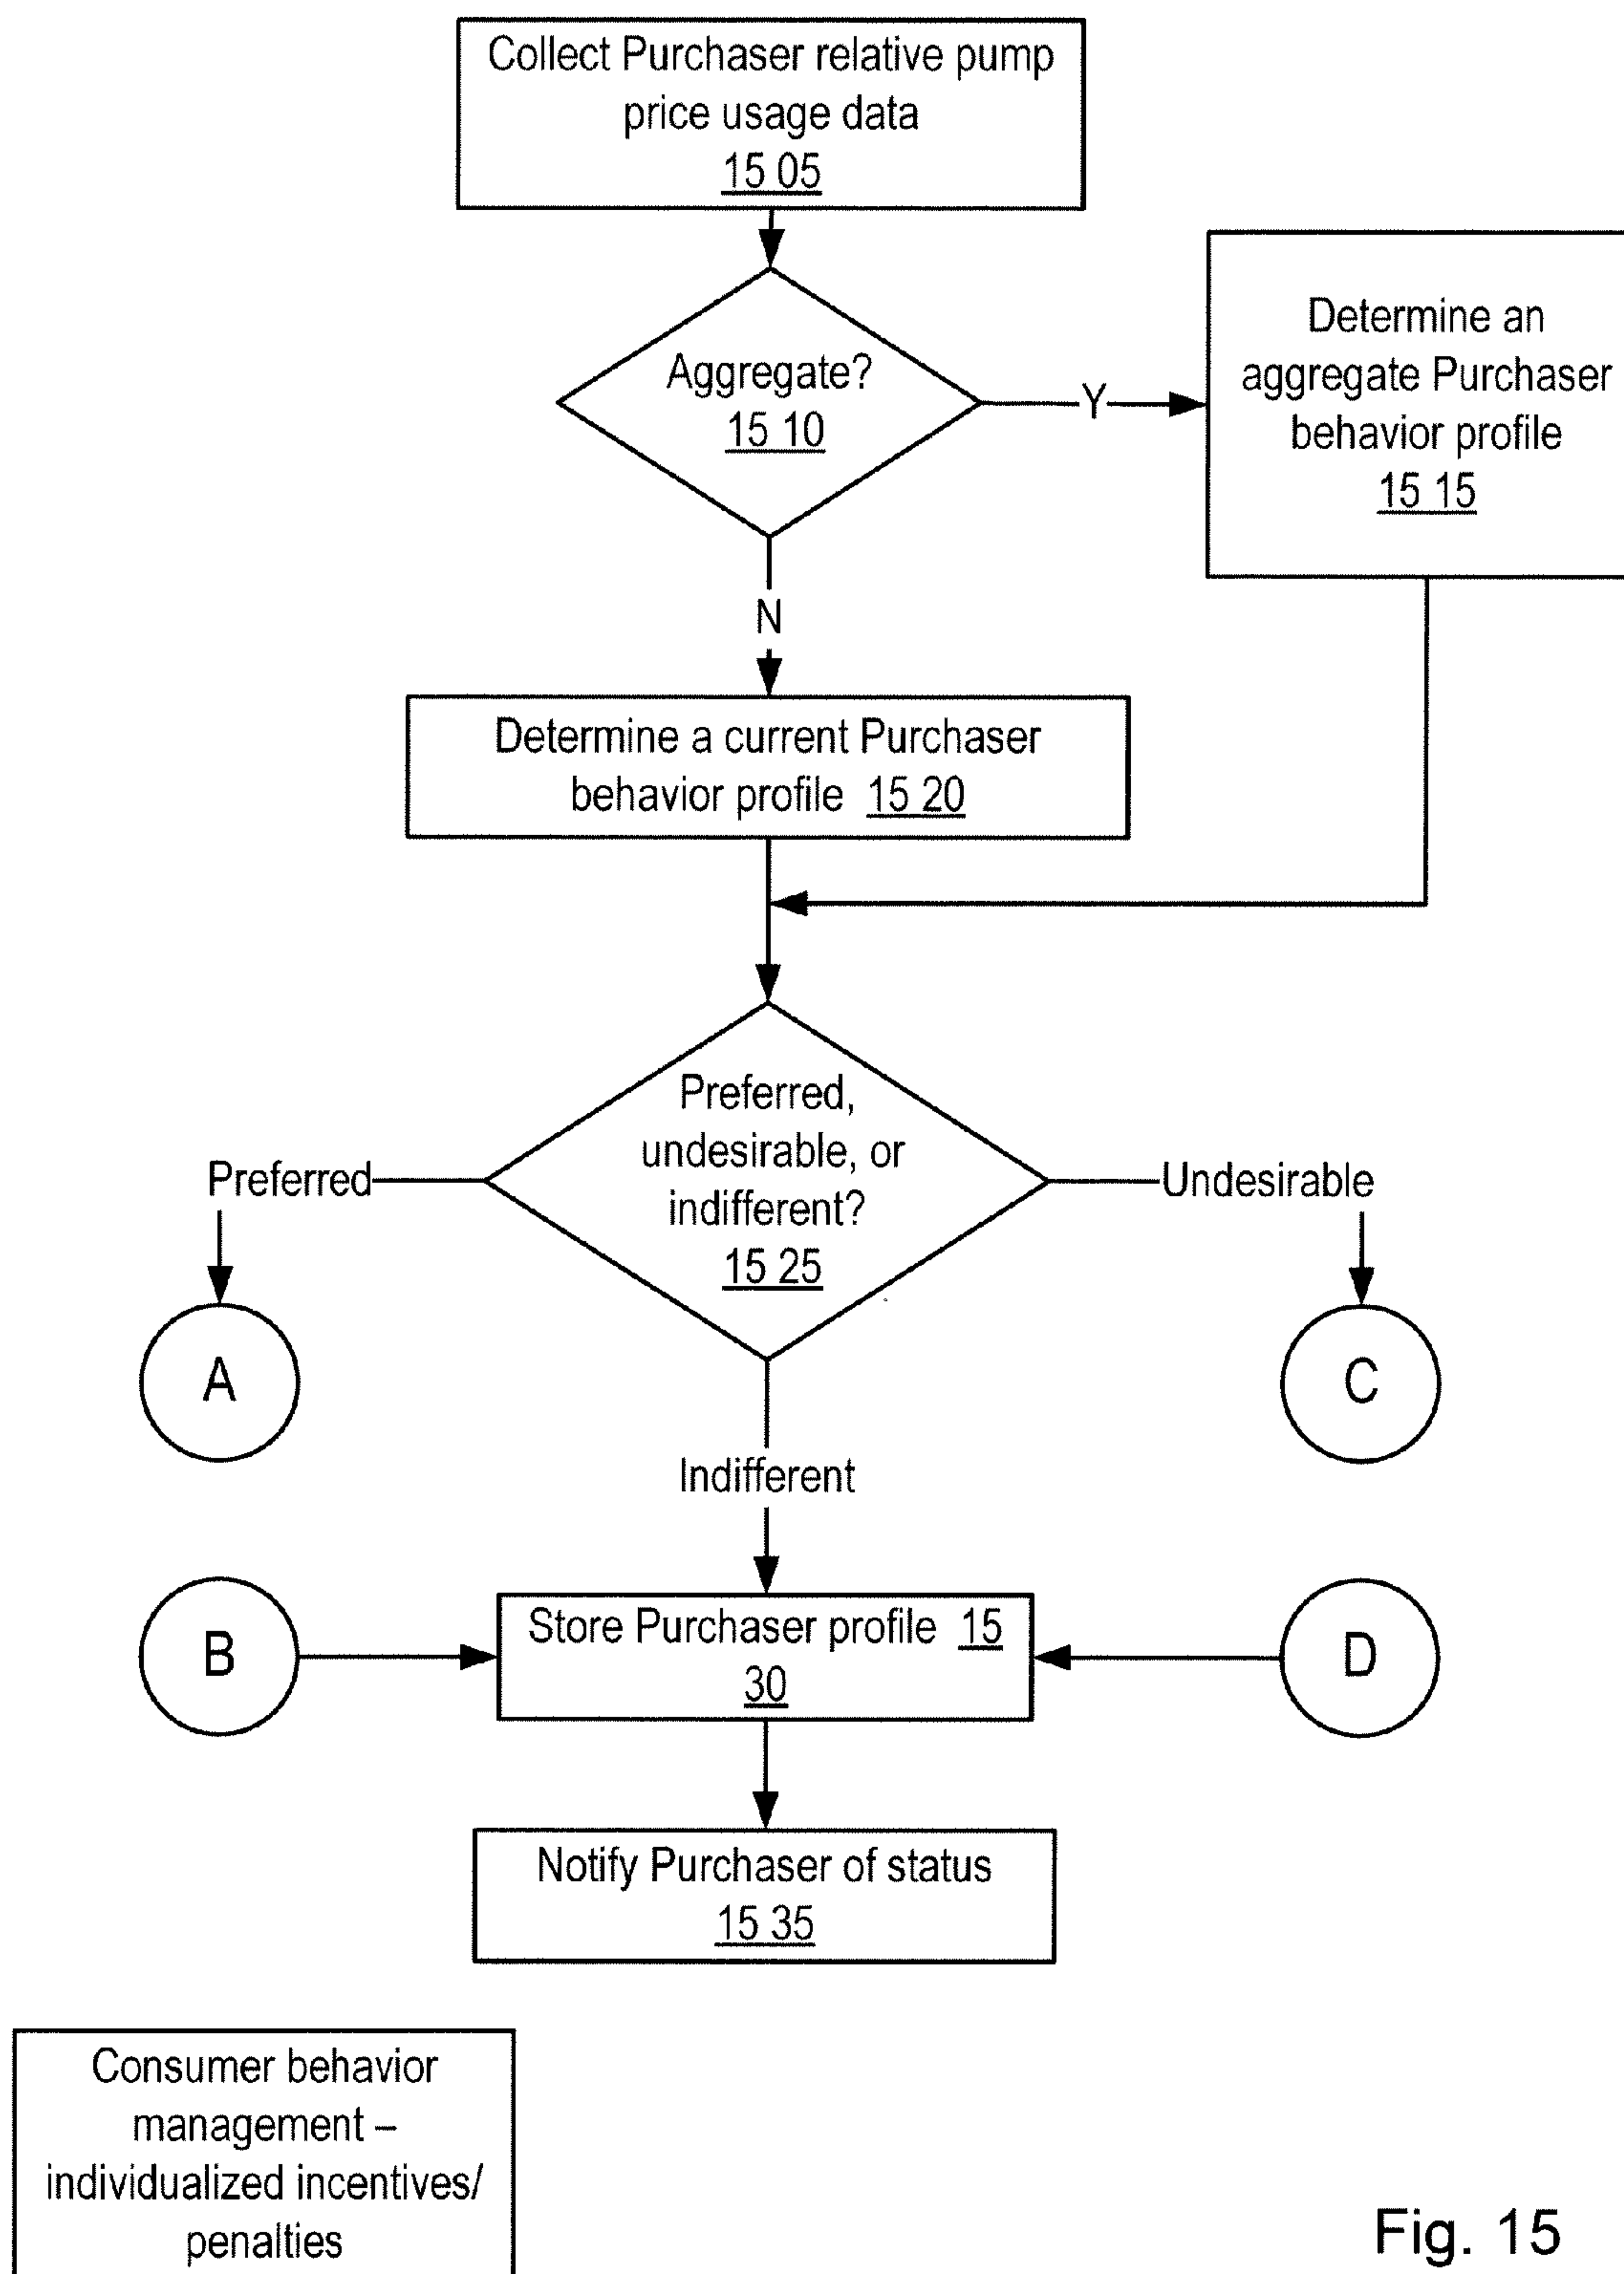 Collect Purchaser relative pump
price usage data
15 05
Aggregate?
15 10
Y
Determine an
aggregate Purchaser
behavior profile
15 15
N
Determine a current Purchaser
behavior profile 15 20
Preferred,
undesirable, or
indifferent?
15 25
Preferred
Undesirable
A
C
Indifferent
B
Store Purchaser profile 15
30
D
Notify Purchaser of status
15 35
Consumer behavior
management –
individualized incentives/
penalties
Fig. 15